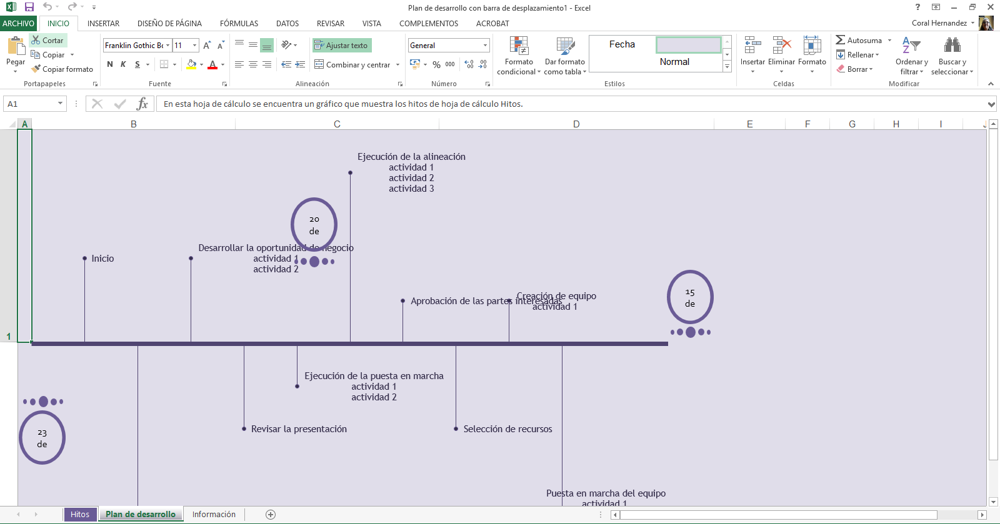 Plan de desarrollo con barra de desplazamiento1 - Excel
?
ARCHIVO INICIO INSERTAR DISEÑO DE PÁGINA FÓRMULAS DATOS REVISAR VISTA COMPLEMENTOS ACROBAT
Coral Hernandez
Pegar
Cortar
Copiar
Copiar formato
Portapapeles
Franklin Gothic Bo 11
N K S
Fuente
Ajustar texto
Combinar y centrar
Alineación
General
% 000
Número
Formato
condicional
Dar formato
como tabla
Fecha
Normal
Estilos
Insertar Eliminar Formato
Celdas
Autosuma
Rellenar
Borrar
Ordenar y
filtrar
Buscar y
seleccionar
Modificar
A1
fx
En esta hoja de cálculo se encuentra un gráfico que muestra los hitos de hoja de cálculo Hitos.
A B C D E F G H I J
1
Ejecución de la alineación
actividad 1
actividad 2
actividad 3
20
de
Inicio
Desarrollar la oportunidad de negocio
actividad 1
actividad 2
Aprobación de las partes interesadas
Creación de equipo
actividad 1
15
de
Ejecución de la puesta en marcha
actividad 1
actividad 2
23
de
Revisar la presentación
Selección de recursos
Puesta en marcha del equipo
actividad 1
Hitos Plan de desarrollo Información